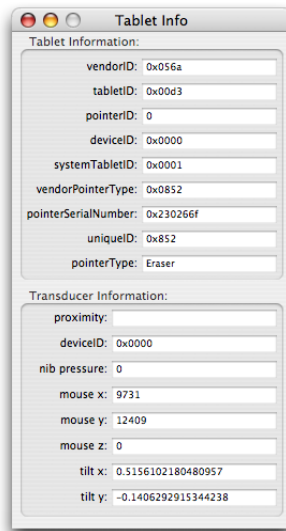 Tablet Info
Tablet Information:
vendorID: 0x056a
tabletID: 0x00d3
pointerID: 0
deviceID: 0x0000
systemTabletID: 0x0001
vendorPointerType: 0x0852
pointerSerialNumber: 0x230266f
uniqueID: 0x852
pointerType: Eraser
Transducer Information:
proximity:
deviceID: 0x0000
nib pressure: 0
mouse x: 9731
mouse y: 12409
mouse z: 0
tilt x: 0.5156102180480957
tilt y: -0.1406292915344238